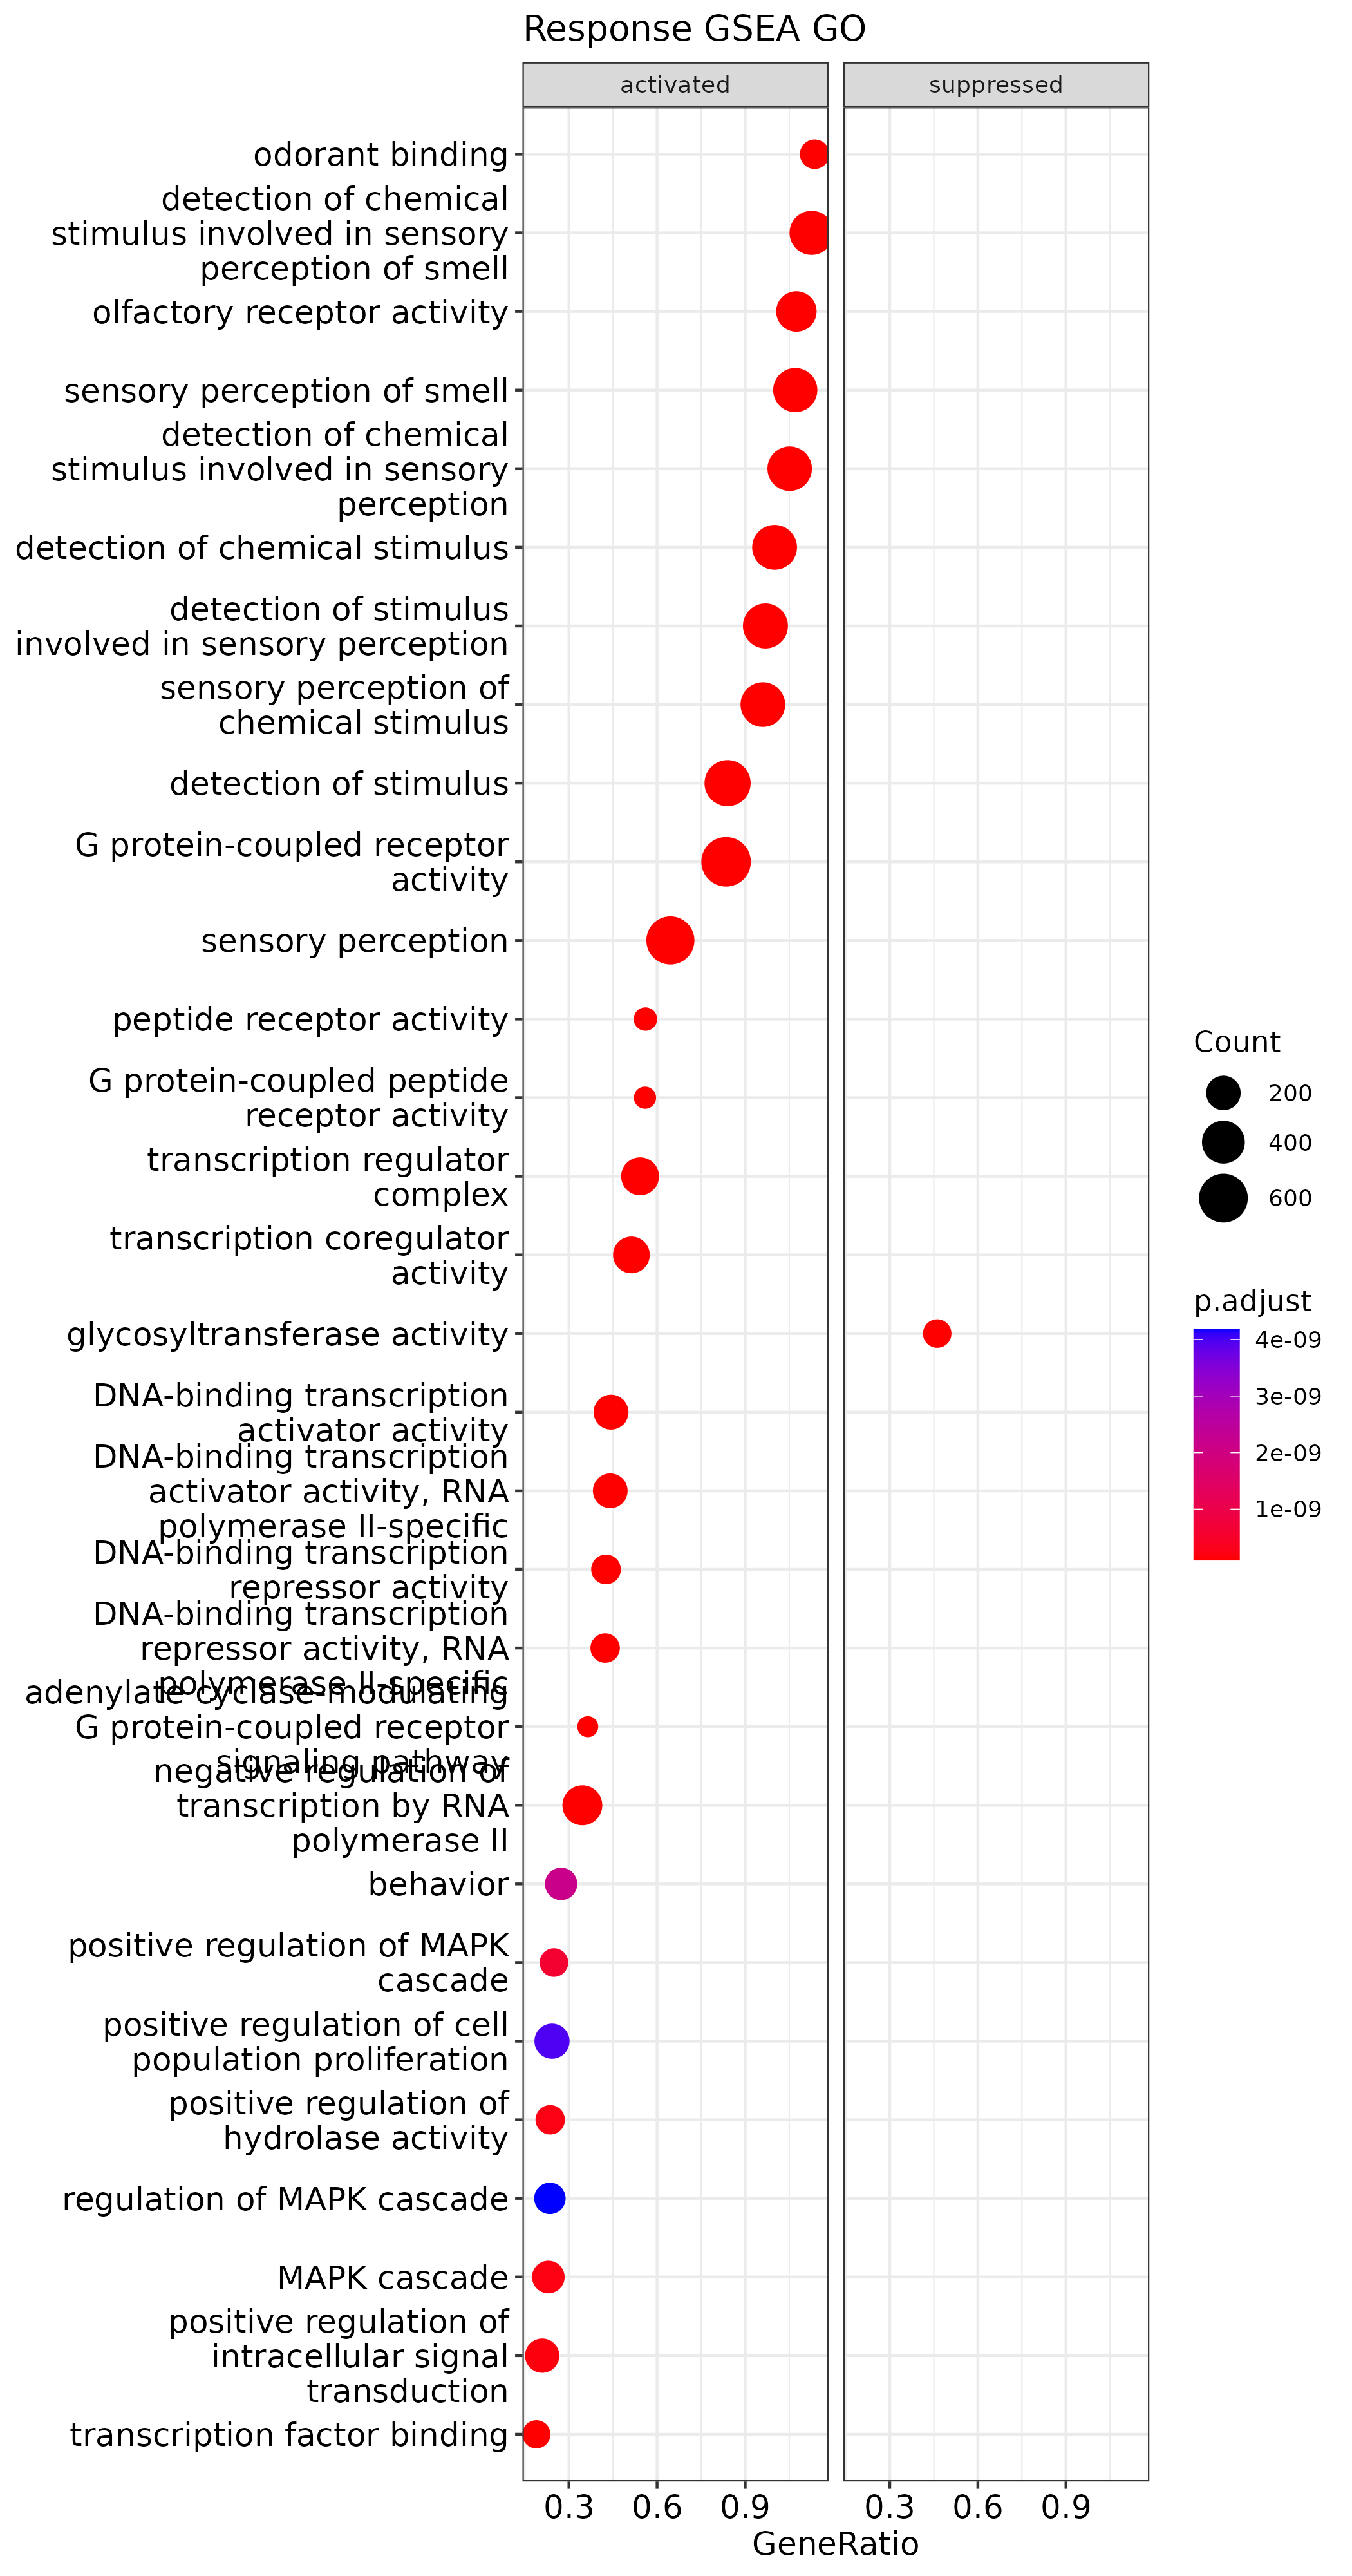 Response GSEA GO
activated
suppressed
odorant binding
detection of chemical
stimulus involved in sensory
perception of smell
olfactory receptor activity
sensory perception of smell
detection of chemical
stimulus involved in sensory
perception
detection of chemical stimulus
detection of stimulus
involved in sensory perception
sensory perception of
chemical stimulus
detection of stimulus
G protein-coupled receptor
activity
sensory perception
peptide receptor activity
G protein-coupled peptide
receptor activity
transcription regulator
complex
transcription coregulator
activity
glycosyltransferase activity
DNA-binding transcription
activator activity
DNA-binding transcription
activator activity, RNA
polymerase II-specific
DNA-binding transcription
repressor activity
DNA-binding transcription
repressor activity, RNA
polymerase II-specific
adenylate cyclase-modulating
G protein-coupled receptor
signaling pathway
negative regulation of
transcription by RNA
polymerase II
behavior
positive regulation of MAPK
cascade
positive regulation of cell
population proliferation
positive regulation of
hydrolase activity
regulation of MAPK cascade
MAPK cascade
positive regulation of
intracellular signal
transduction
transcription factor binding
0.3 0.6 0.9
0.3 0.6 0.9
GeneRatio
Count
200
400
600
p.adjust
4e-09
3e-09
2e-09
1e-09